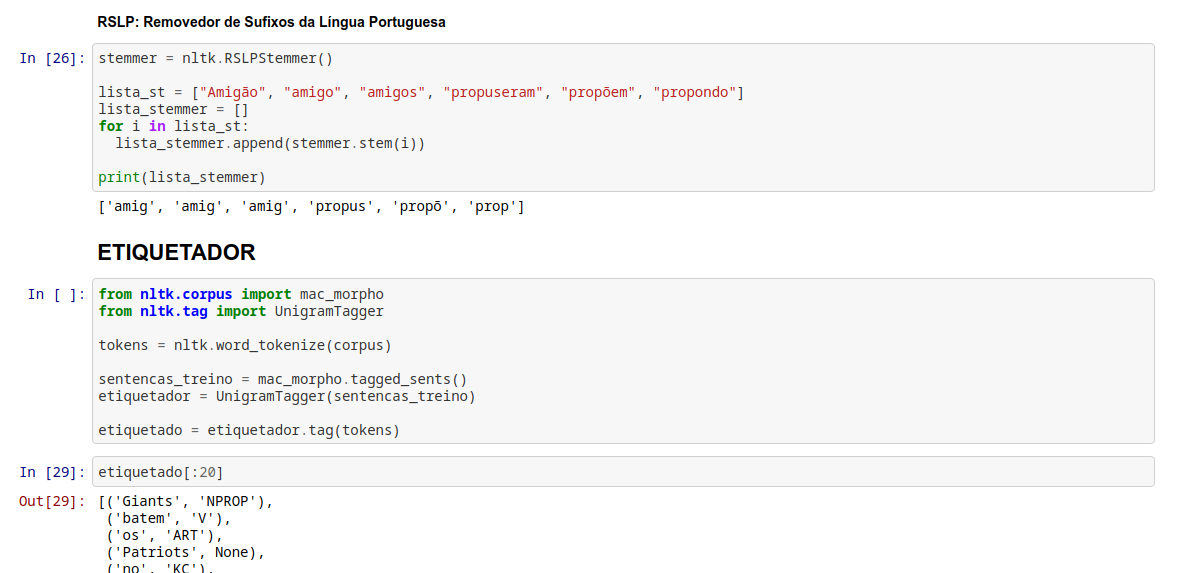 RSLP: Removedor de Sufixos da Língua Portuguesa
In [26]: stemmer = nltk.RSLPStemmer()
lista_st = ["Amigão", "amigo", "amigos", "propuseram", "propõem", "propondo"]
lista_stemmer = []
for i in lista_st:
  lista_stemmer.append(stemmer.stem(i))
print(lista_stemmer)
['amig', 'amig', 'amig', 'propus', 'propõ', 'prop']
ETIQUETADOR
In [ ]: from nltk.corpus import mac_morpho
from nltk.tag import UnigramTagger
tokens = nltk.word_tokenize(corpus)
sentencas_treino = mac_morpho.tagged_sents()
etiquetador = UnigramTagger(sentencas_treino)
etiquetado = etiquetador.tag(tokens)
In [29]: etiquetado[:20]
Out[29]: [('Giants', 'NPROP'),
('batem', 'V'),
('os', 'ART'),
('Patriots', None),
('no', 'KC'),